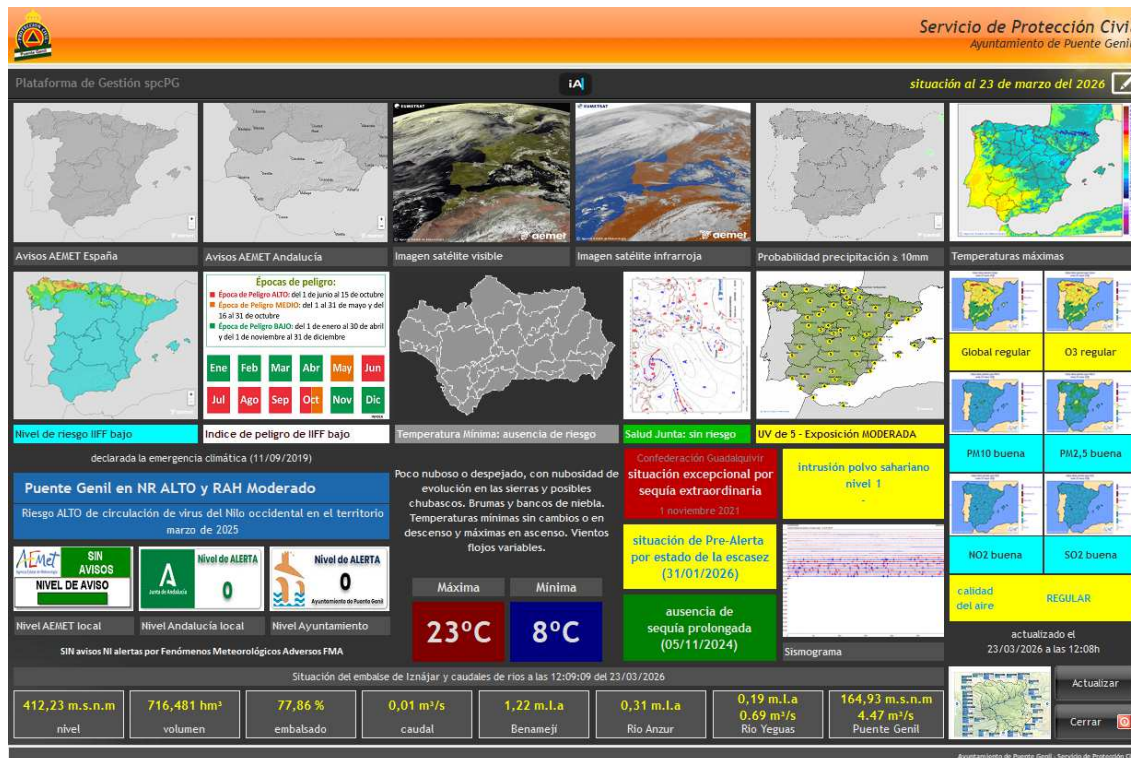 PROTECCIÓN CIVIL
Puente Genil
Servicio de Protección Civil
Ayuntamiento de Puente Genil
Plataforma de Gestión spcPG
iA
situación al 23 de marzo del 2026
EUMETSAT
EUMETSAT
aemet
aemet
Avisos AEMET España
Avisos AEMET Andalucía
Imagen satélite visible
Imagen satélite infrarroja
Probabilidad precipitación ≥ 10mm
Temperaturas máximas
Épocas de peligro:
Época de Peligro ALTO: del 1 de junio al 15 de octubre
Época de Peligro MEDIO: del 1 al 31 de mayo y del
16 al 31 de octubre
Época de Peligro BAJO: del 1 de enero al 30 de abril
y del 1 de noviembre al 31 de diciembre
Ene Feb Mar Abr May Jun
Jul Ago Sep Oct Nov Dic
Global regular
O3 regular
Nivel de riesgo IIFF bajo
Indice de peligro de IIFF bajo
Temperatura Mínima: ausencia de riesgo
Salud Junta: sin riesgo
UV de 5 - Exposición MODERADA
PM10 buena
PM2,5 buena
declarada la emergencia climática (11/09/2019)
Puente Genil en NR ALTO y RAH Moderado
Riesgo ALTO de circulación de virus del Nilo occidental en el territorio
marzo de 2025
Poco nuboso o despejado, con nubosidad de
evolución en las sierras y posibles
chubascos. Brumas y bancos de niebla.
Temperaturas mínimas sin cambios o en
descenso y máximas en ascenso. Vientos
flojos variables.
Confederación Guadalquivir
situación excepcional por
sequía extraordinaria
1 noviembre 2021
intrusión polvo sahariano
nivel 1
-
situación de Pre-Alerta
por estado de la escasez
(31/01/2026)
NO2 buena
SO2 buena
AEmet
SIN
AVISOS
NIVEL DE AVISO
Nivel de ALERTA
0
Junta de Andalucía
Nivel de ALERTA
0
Ayuntamiento de Puente Genil
Nivel AEMET local
Nivel Andalucía local
Nivel Ayuntamiento
SIN avisos NI alertas por Fenómenos Meteorológicos Adversos FMA
Máxima
Mínima
23ºC
8ºC
ausencia de
sequía prolongada
(05/11/2024)
Sismograma
calidad
del aire
REGULAR
actualizado el
23/03/2026 a las 12:08h
Situación del embalse de Iznájar y caudales de rios a las 12:09:09 del 23/03/2026
412,23 m.s.n.m
nivel
716,481 hm³
volumen
77,86 %
embalsado
0,01 m³/s
caudal
1,22 m.l.a
Benamejí
0,31 m.l.a
Rio Anzur
0,19 m.l.a
0.69 m³/s
Rio Yeguas
164,93 m.s.n.m
4.47 m³/s
Puente Genil
Actualizar
Cerrar
Ayuntamiento de Puente Genil - Servicio de Protección